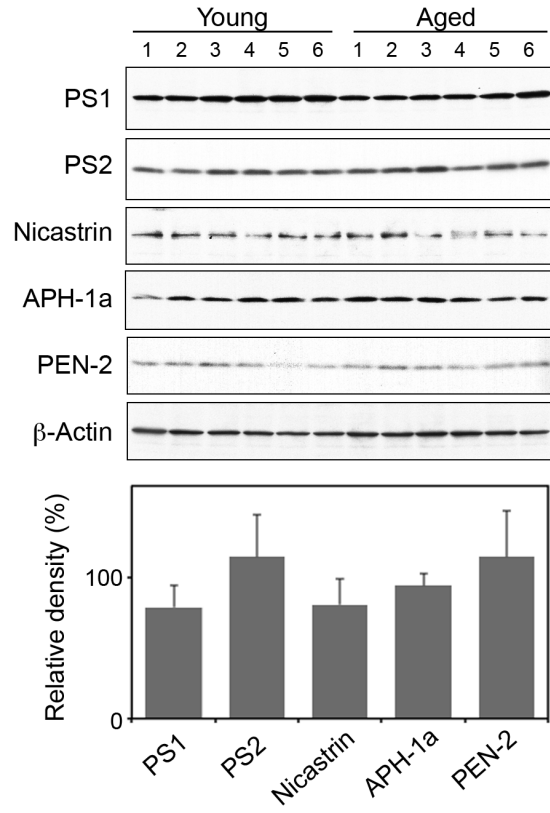 Young Aged
1 2 3 4 5 6 1 2 3 4 5 6
PS1
PS2
Nicastrin
APH-1a
PEN-2
β-Actin
Relative density (%)
100
0
PS1 PS2 Nicastrin APH-1a PEN-2